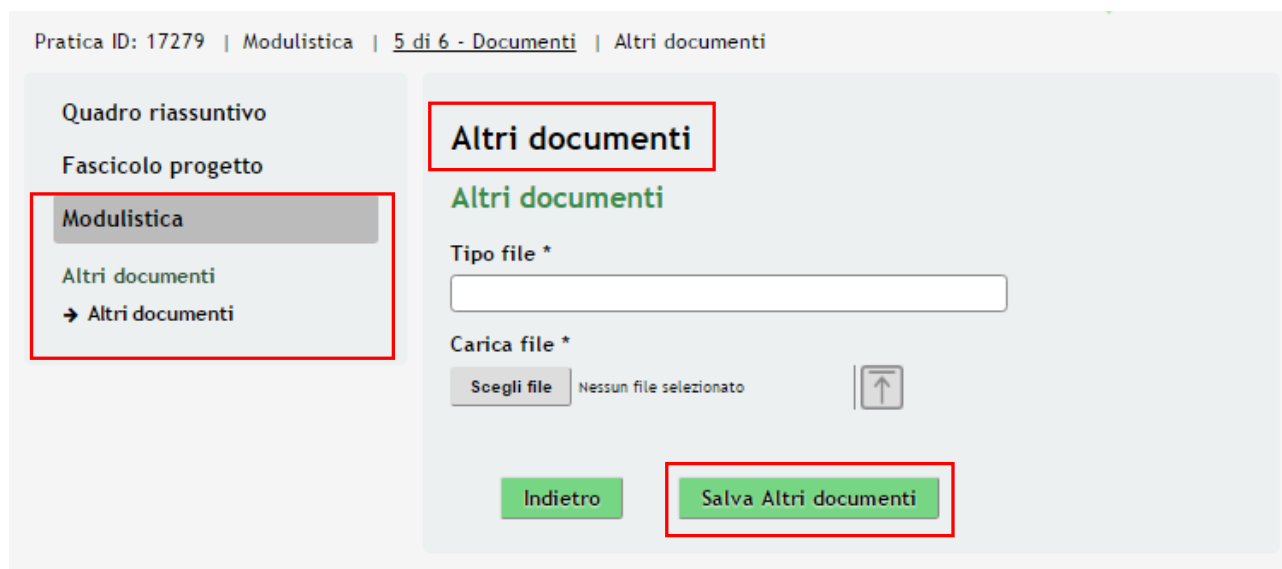 Pratica ID: 17279 | Modulistica | 5 di 6 - Documenti | Altri documenti
Quadro riassuntivo
Fascicolo progetto
Modulistica
Altri documenti
→ Altri documenti
Altri documenti
Altri documenti
Tipo file *
Carica file *
Scegli file Nessun file selezionato
Indietro Salva Altri documenti